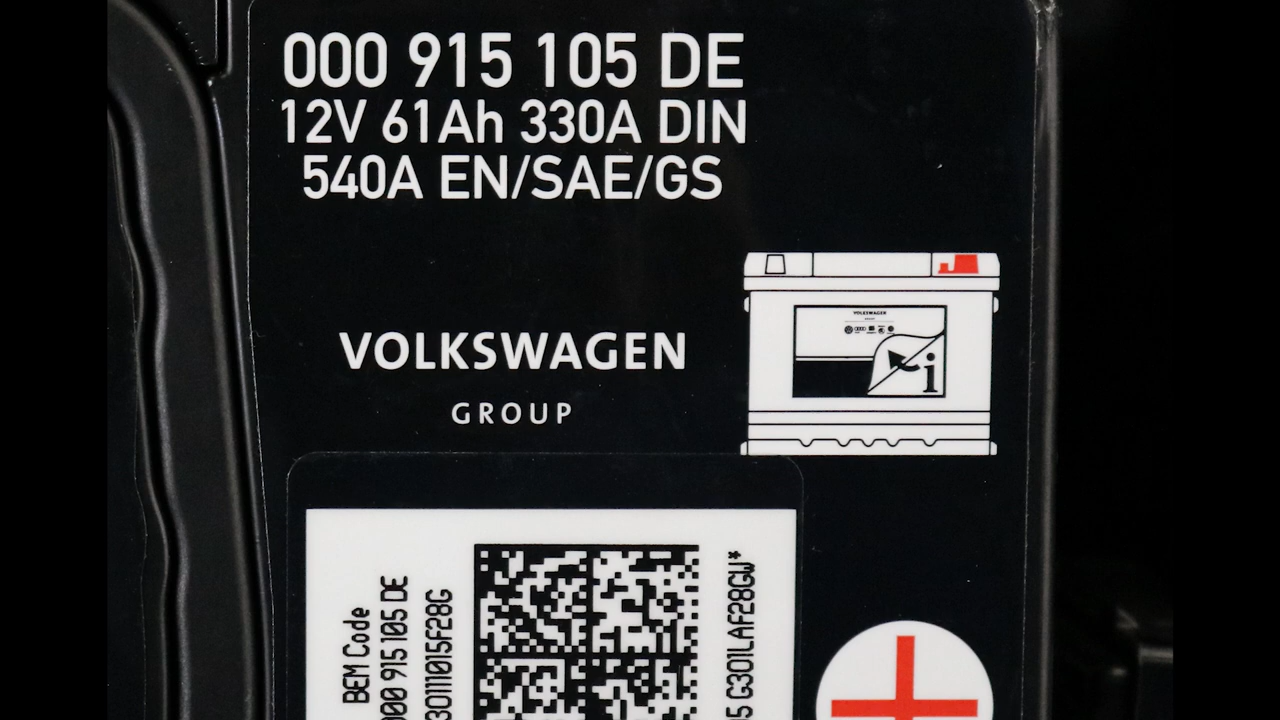 000 915 105 DE
12V 61Ah 330A DIN
540A EN/SAE/GS
VOLKSWAGEN
GROUP
VOLKSWAGEN
i
BEM Code
000 915 105 DE